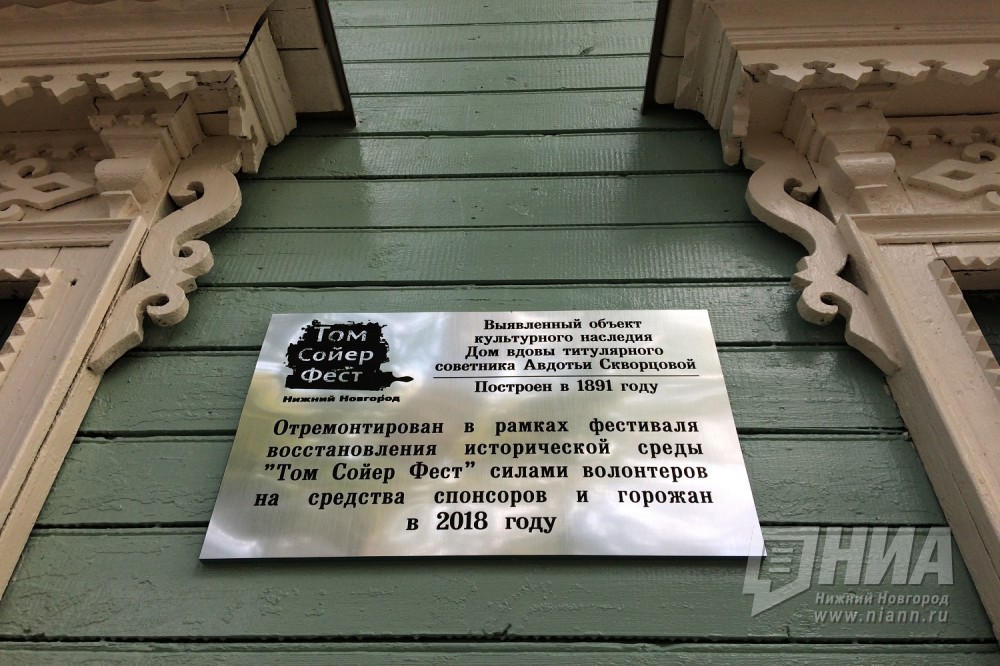 Том
Сойер
Фест
Нижний Новгород
Выявленный объект
культурного наследия
Дом вдовы титулярного
советника Авдотьи Скворцовой
Построен в 1891 году
Отремонтирован в рамках фестиваля
восстановления исторической среды
"Том Сойер Фест" силами волонтеров
на средства спонсоров и горожан
в 2018 году
НИА
Нижний Новгород
www.niann.ru